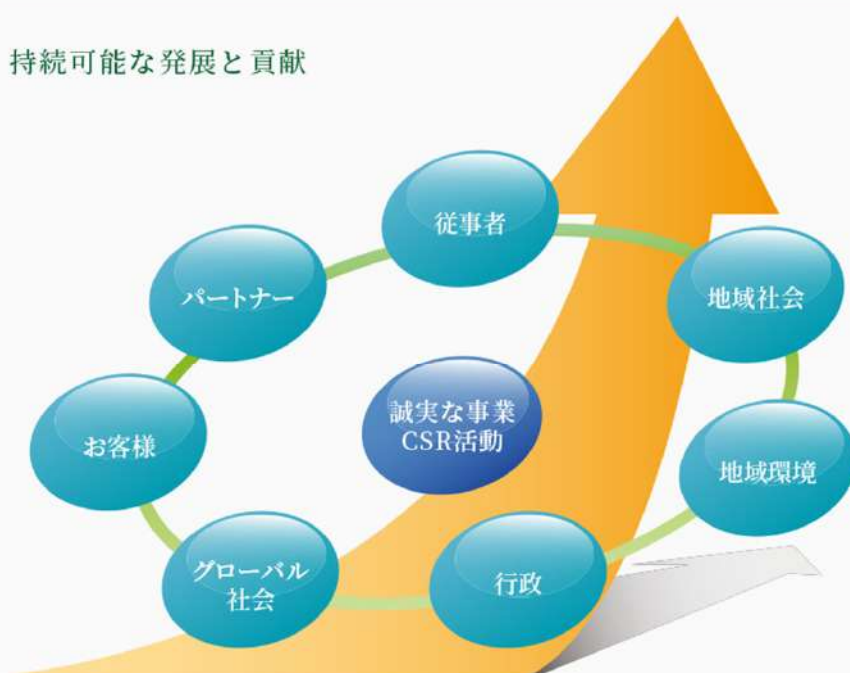 持続可能な発展と貢献
従事者
パートナー
地域社会
誠実な事業
CSR活動
お客様
地域環境
グローバル
社会
行政